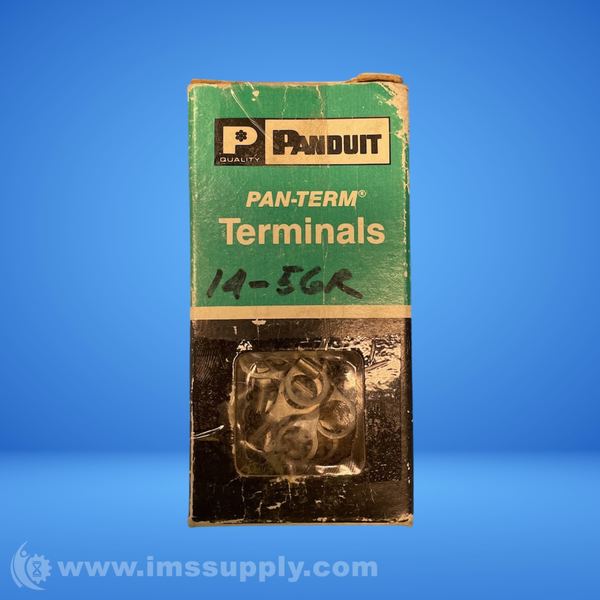 P PANDUIT
QUALITY
PAN-TERM®
Terminals
14-56R
www.imssupply.com